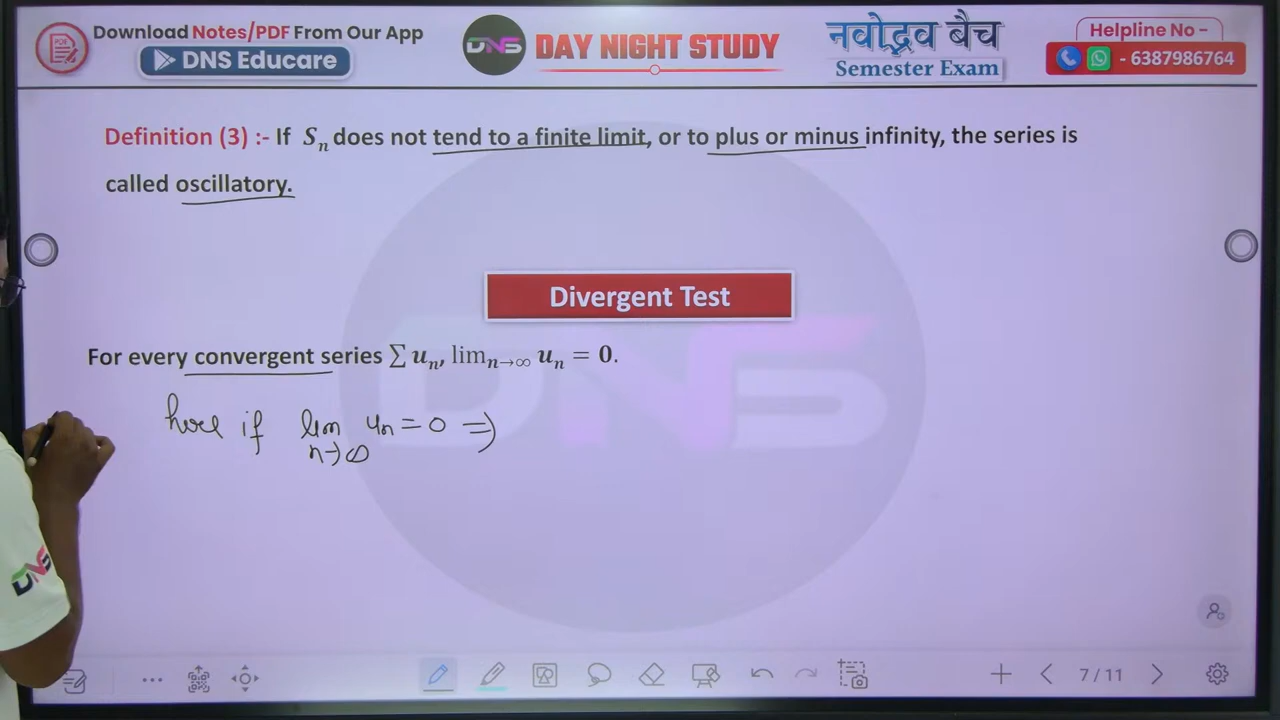 Download Notes/PDF From Our App
DNS Educare
DNS
DAY NIGHT STUDY
नवोद्भव बैच
Semester Exam
Helpline No -
- 6387986764
Definition (3) :- If Sₙ does not tend to a finite limit, or to plus or minus infinity, the series is
called oscillatory.
Divergent Test
For every convergent series ∑ uₙ, limₙ→∞ uₙ = 0.
here if lim uₙ = 0 ⇒
n→∞
DNS
7 / 11